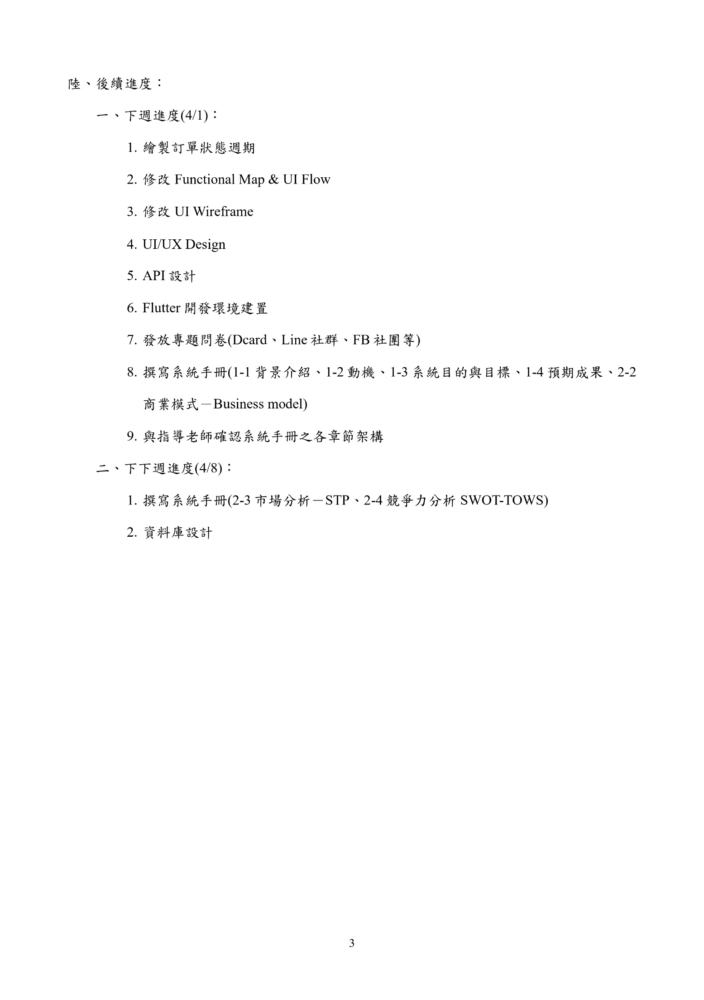 陸、後續進度：
一、下週進度(4/1)：
1. 繪製訂單狀態週期
2. 修改 Functional Map & UI Flow
3. 修改 UI Wireframe
4. UI/UX Design
5. API 設計
6. Flutter 開發環境建置
7. 發放專題問卷(Dcard、Line 社群、FB 社團等)
8. 撰寫系統手冊(1-1 背景介紹、1-2 動機、1-3 系統目的與目標、1-4 預期成果、2-2
商業模式－Business model)
9. 與指導老師確認系統手冊之各章節架構
二、下下週進度(4/8)：
1. 撰寫系統手冊(2-3 市場分析－STP、2-4 競爭力分析 SWOT-TOWS)
2. 資料庫設計
3